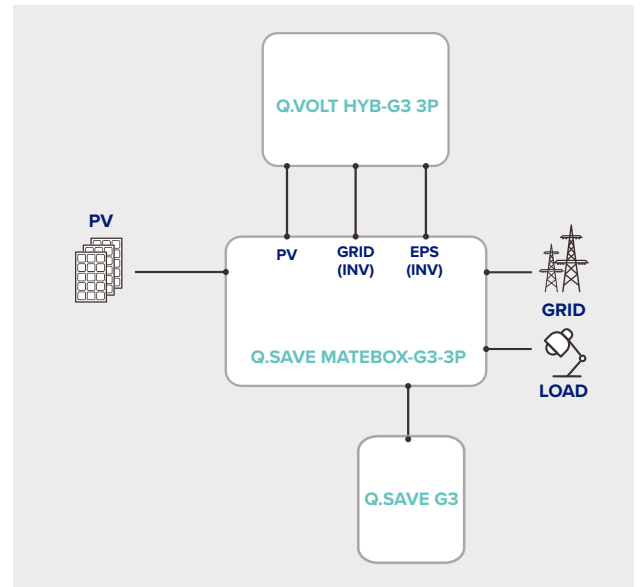 Q.VOLT HYB-G3 3P
PV
PV
GRID
(INV)
EPS
(INV)
GRID
Q.SAVE MATEBOX-G3-3P
LOAD
Q.SAVE G3